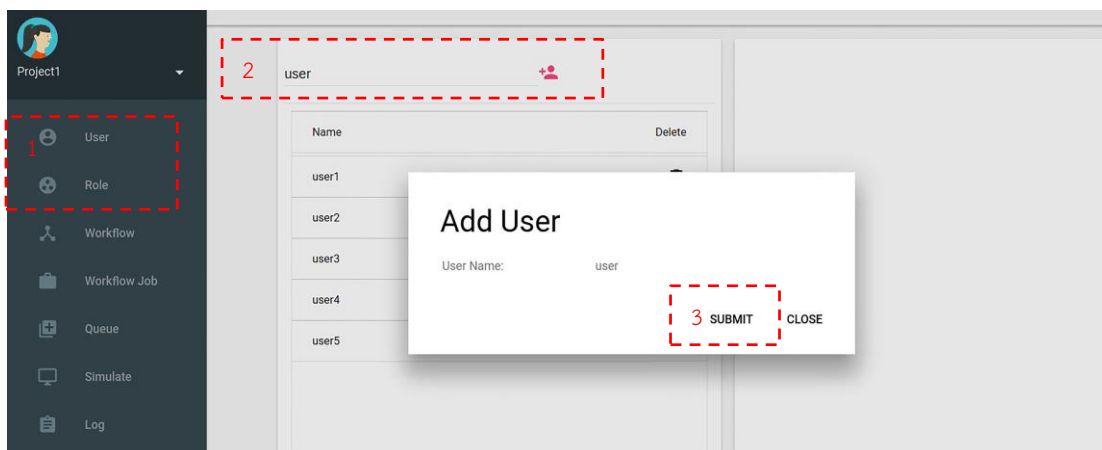 Project1
2
user
1
User
Role
Workflow
Workflow Job
Queue
Simulate
Log
Name Delete
user1
user2
user3
user4
user5
Add User
User Name: user
3 SUBMIT CLOSE